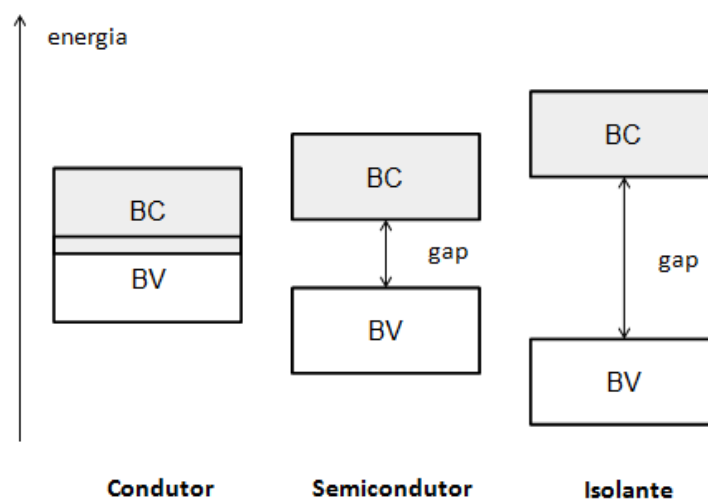 energia
BC
BV
BC
gap
BV
BC
gap
BV
Condutor
Semicondutor
Isolante